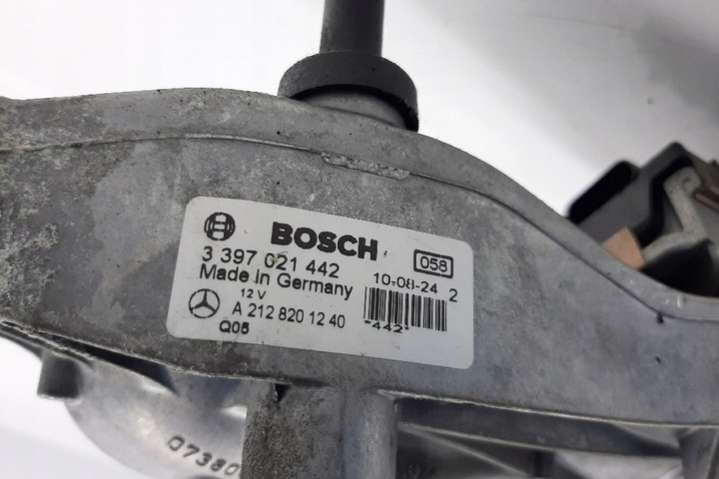 BOSCH
058
3 397 021 442
10-08-24 2
Made in Germany
12 V
A 212 820 12 40
Q05
*442*